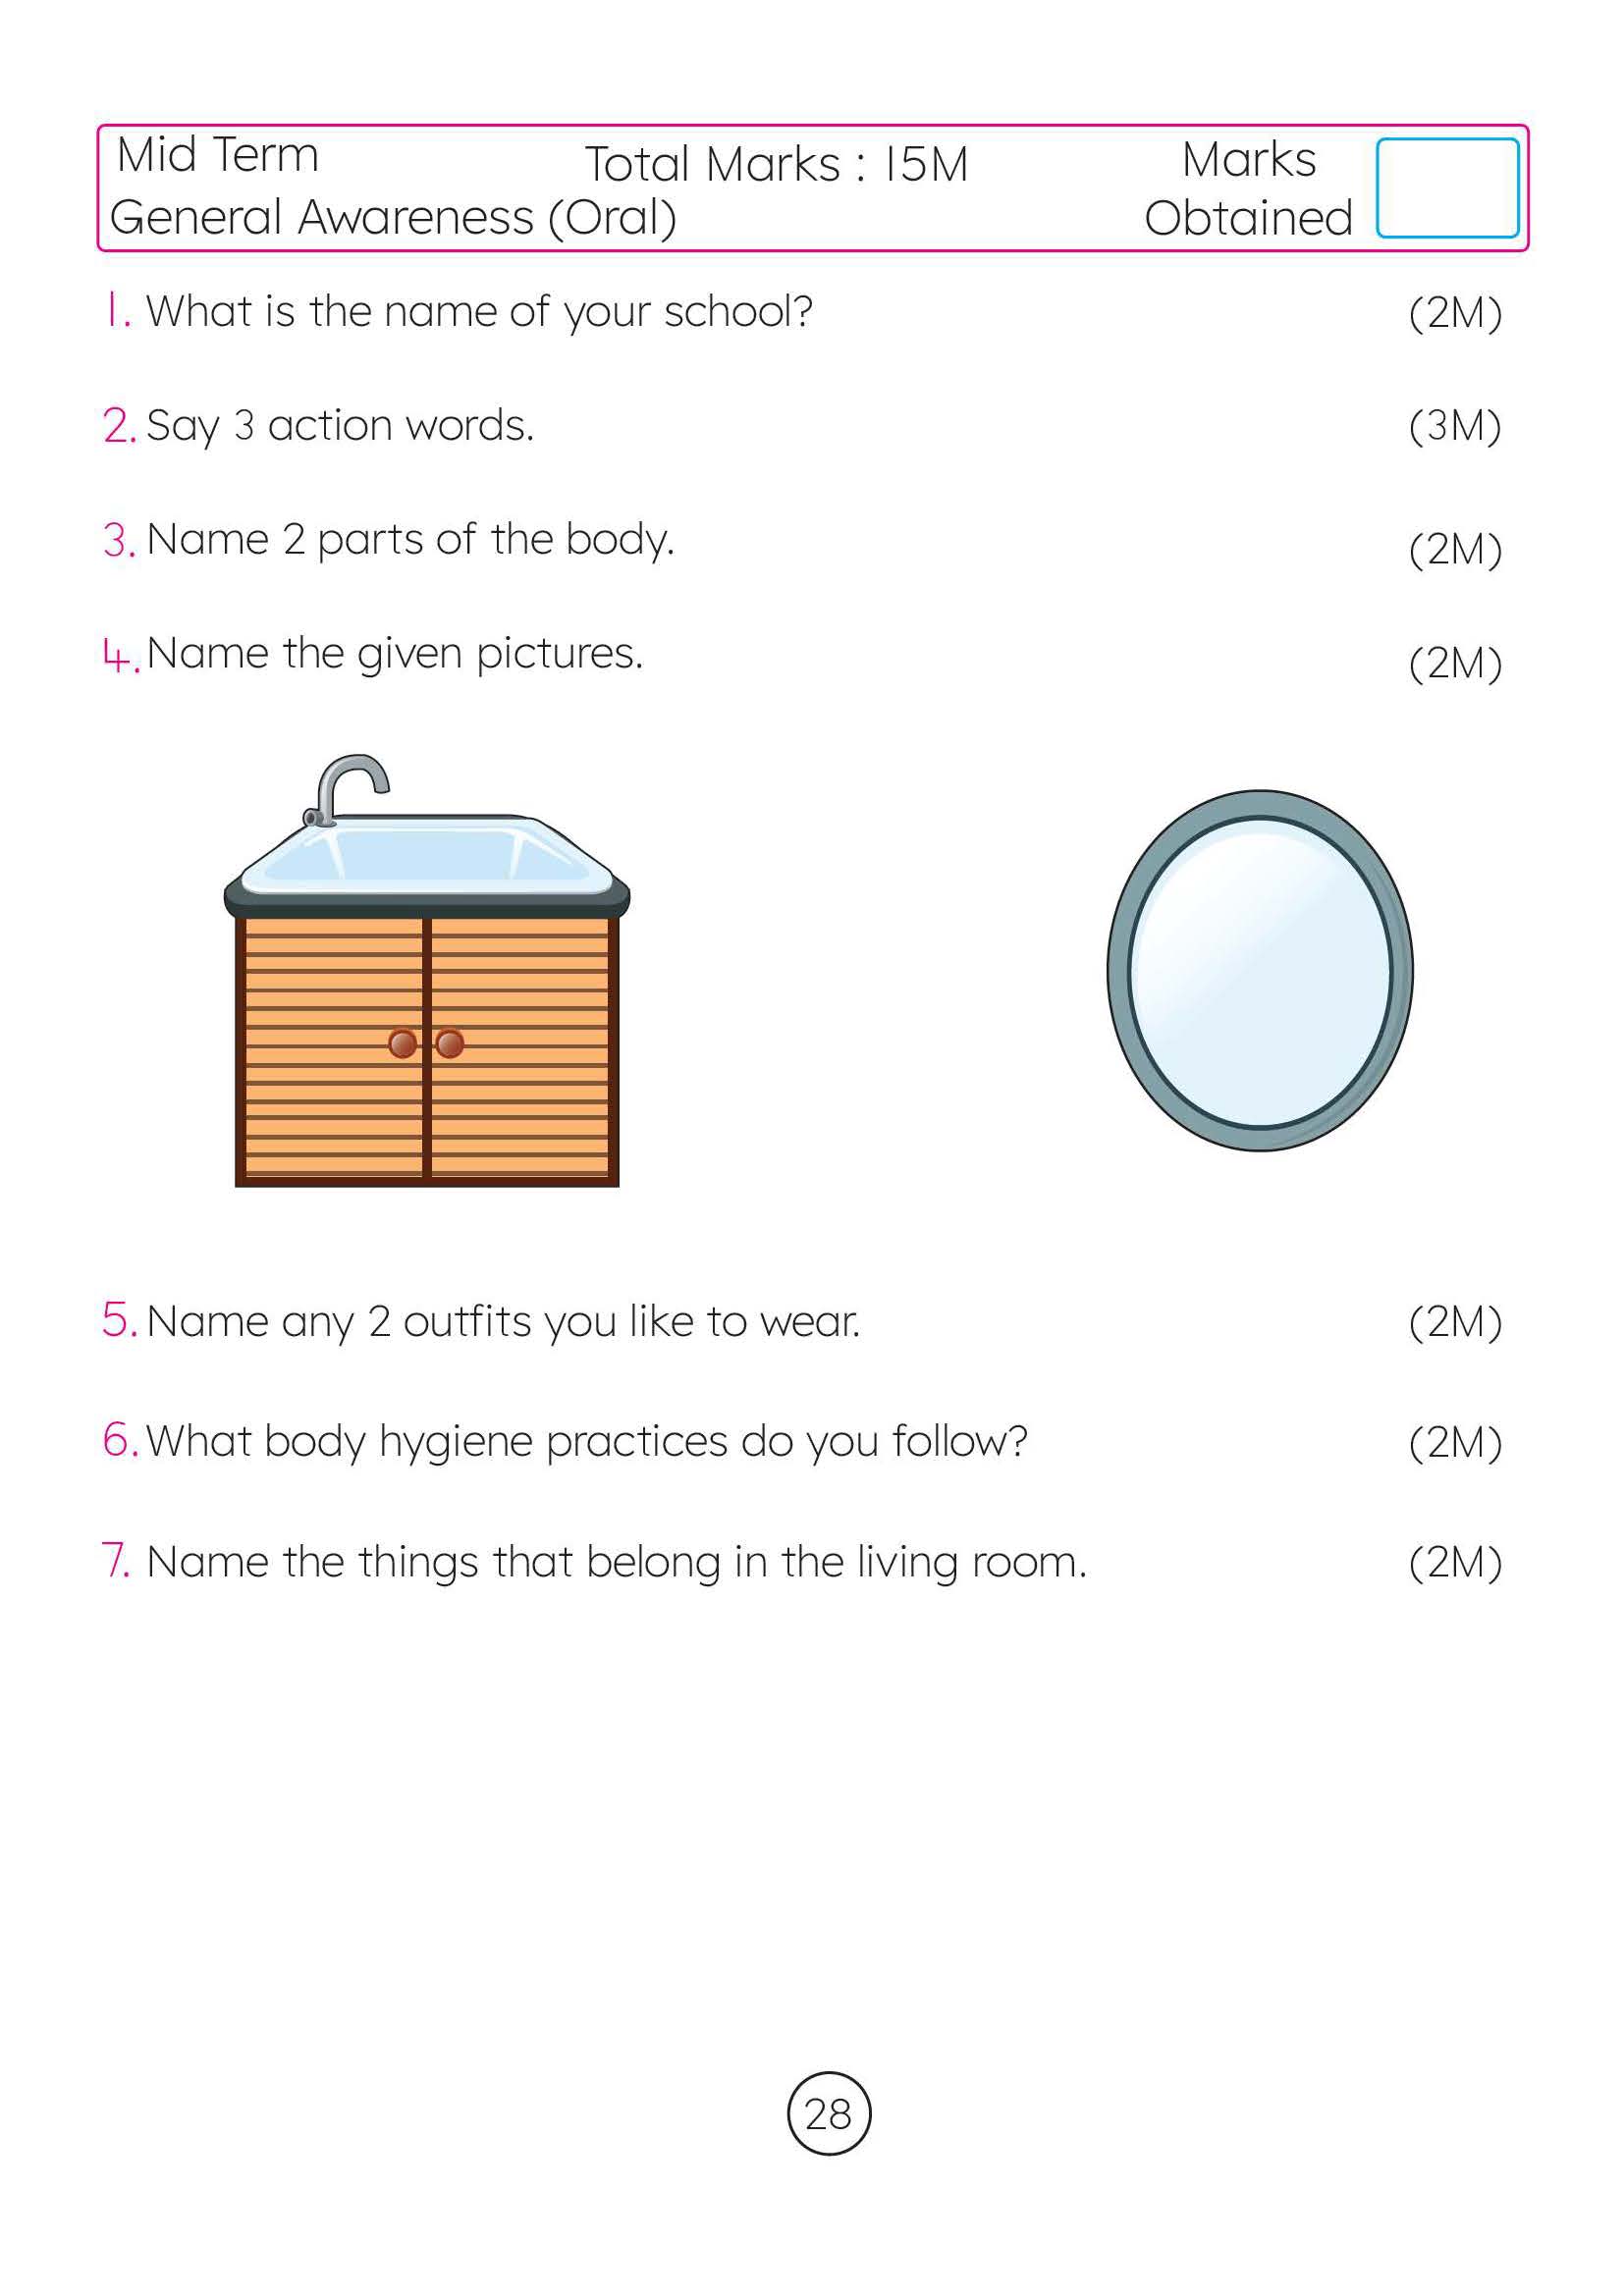 Mid Term
General Awareness (Oral)
Total Marks : 15M
Marks
Obtained
1. What is the name of your school? (2M)
2. Say 3 action words. (3M)
3. Name 2 parts of the body. (2M)
4. Name the given pictures. (2M)
5. Name any 2 outfits you like to wear. (2M)
6. What body hygiene practices do you follow? (2M)
7. Name the things that belong in the living room. (2M)
28